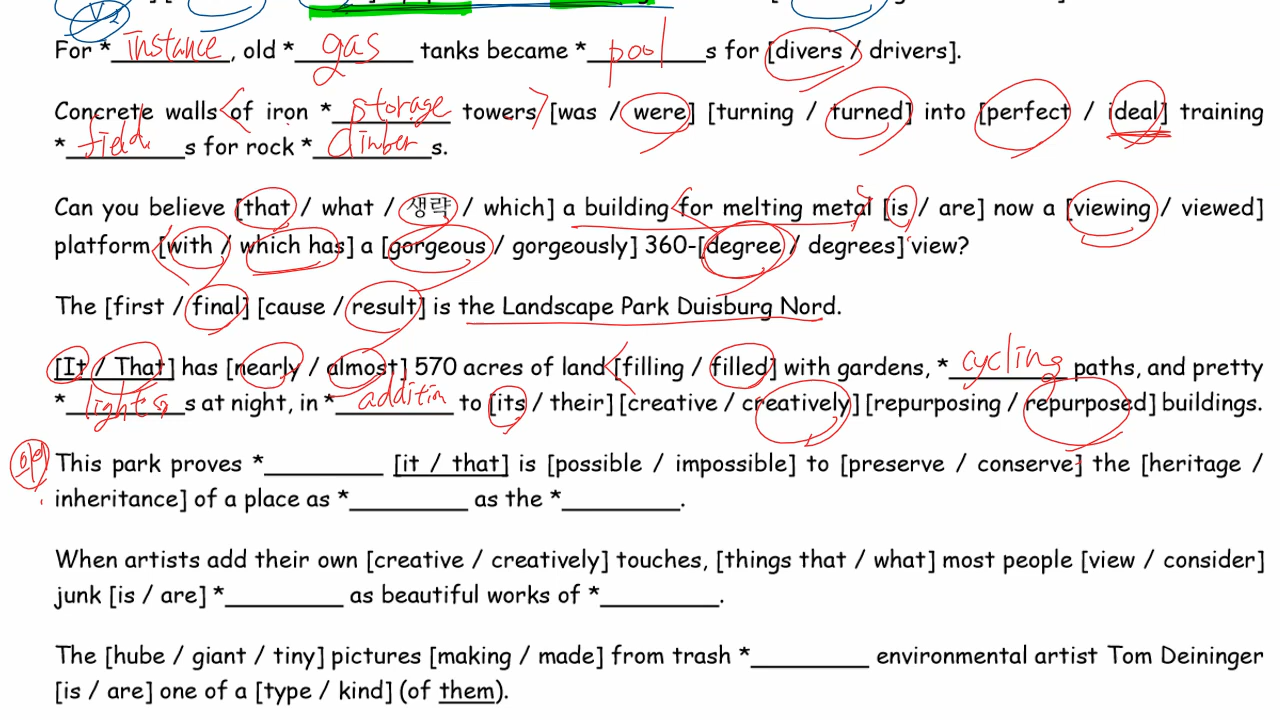 V2
For * instance, old * gas tanks became * pools for [divers / drivers].
Concrete walls of iron * storage towers [was / were] [turning / turned] into [perfect / ideal] training
* fields for rock * climbers.
Can you believe [that / what / 생략 / which] a building for melting metal [is / are] now a [viewing / viewed]
platform [with / which has] a [gorgeous / gorgeously] 360-[degree / degrees] view?
The [first / final] [cause / result] is the Landscape Park Duisburg Nord.
[It / That] has [nearly / almost] 570 acres of land [filling / filled] with gardens, * cycling paths, and pretty
* lights at night, in * addition to [its / their] [creative / creatively] [repurposing / repurposed] buildings.
This park proves *_________ [it / that] is [possible / impossible] to [preserve / conserve] the [heritage /
inheritance] of a place as *_________ as the *_________.
When artists add their own [creative / creatively] touches, [things that / what] most people [view / consider]
junk [is / are] *_________ as beautiful works of *_________.
The [hube / giant / tiny] pictures [making / made] from trash *_________ environmental artist Tom Deininger
[is / are] one of a [type / kind] (of them).